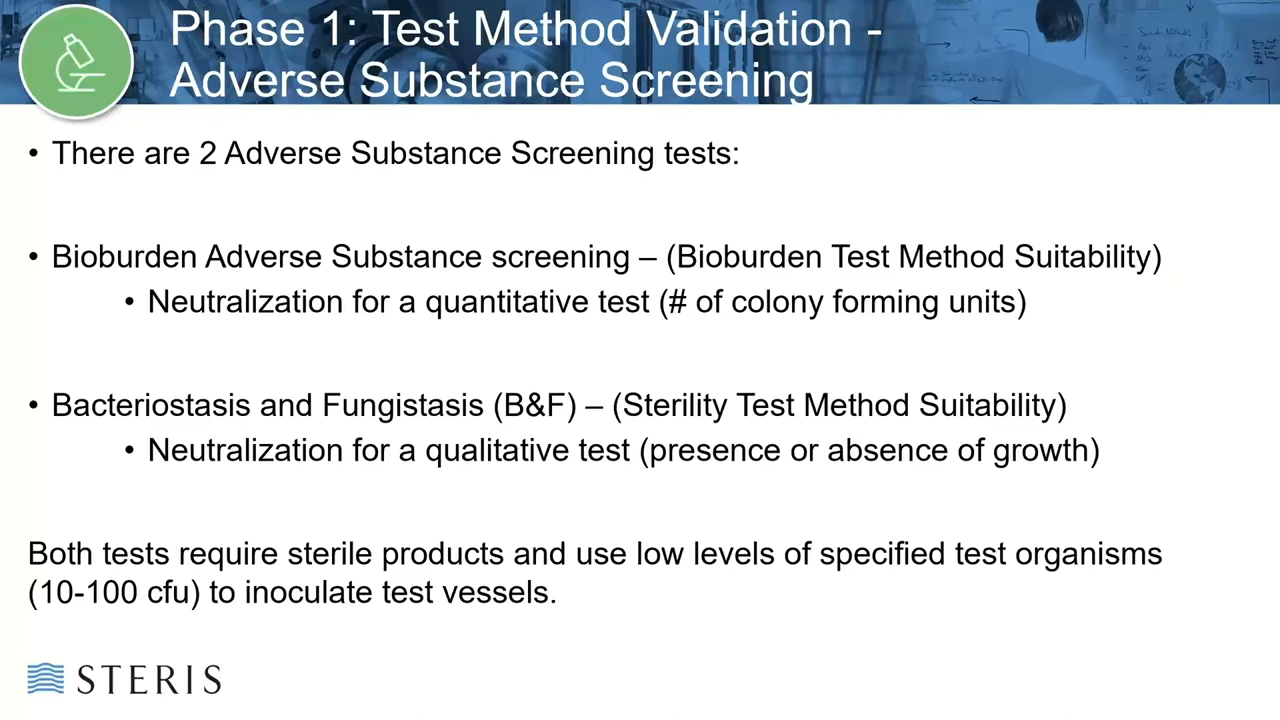 Phase 1: Test Method Validation -
Adverse Substance Screening
• There are 2 Adverse Substance Screening tests:
• Bioburden Adverse Substance screening – (Bioburden Test Method Suitability)
• Neutralization for a quantitative test (# of colony forming units)
• Bacteriostasis and Fungistasis (B&F) – (Sterility Test Method Suitability)
• Neutralization for a qualitative test (presence or absence of growth)
Both tests require sterile products and use low levels of specified test organisms
(10-100 cfu) to inoculate test vessels.
STERIS